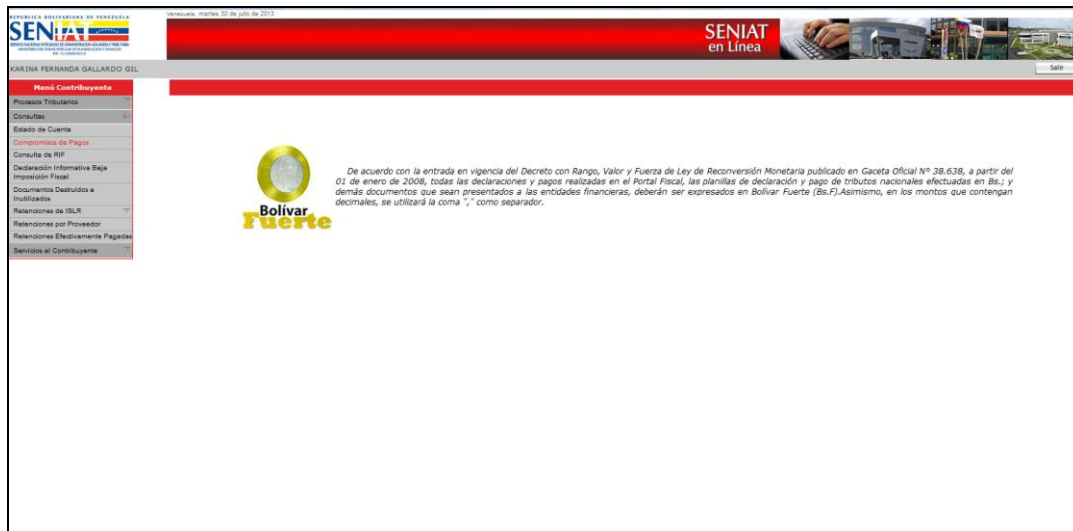 REPUBLICA BOLIVARIANA DE VENEZUELA
SENIAT
Venezuela, martes 30 de julio de 2013
SENIAT
en Línea
KARINA FERNANDA GALLARDO GIL
Salir
Menú Contribuyente
Procesos Tributarios
Consultas
Estado de Cuenta
Compromisos de Pagos
Consulta de RIF
Declaración Informativa Baja
Imposición Fiscal
Documentos Destruidos e
Inutilizados
Retenciones de ISLR
Retenciones por Proveedor
Retenciones Efectivamente Pagadas
Servicios al Contribuyente
Bolívar
Fuerte
De acuerdo con la entrada en vigencia del Decreto con Rango, Valor y Fuerza de Ley de Reconversión Monetaria publicado en Gaceta Oficial Nº 38.638, a partir del
01 de enero de 2008, todas las declaraciones y pagos realizadas en el Portal Fiscal, las planillas de declaración y pago de tributos nacionales efectuadas en Bs.; y
demás documentos que sean presentados a las entidades financieras, deberán ser expresados en Bolívar Fuerte (Bs.F).Asimismo, en los montos que contengan
decimales, se utilizará la coma "," como separador.